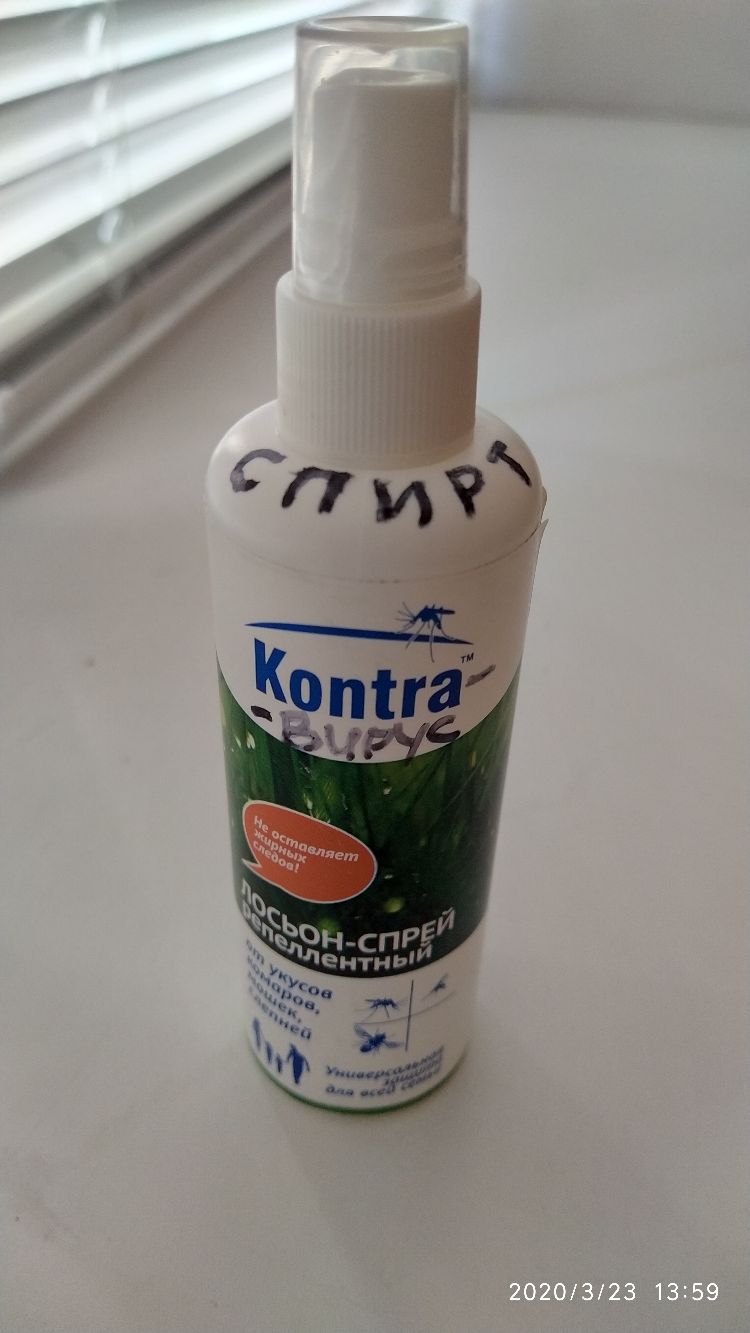 СПИРТ
Kontra™-
-ВИРУС
Не оставляет
жирных
следов!
ЛОСЬОН-СПРЕЙ
репеллентный
от укусов
комаров,
мошек,
слепней
Универсальная
защита
для всей семьи
2020/3/23 13:59